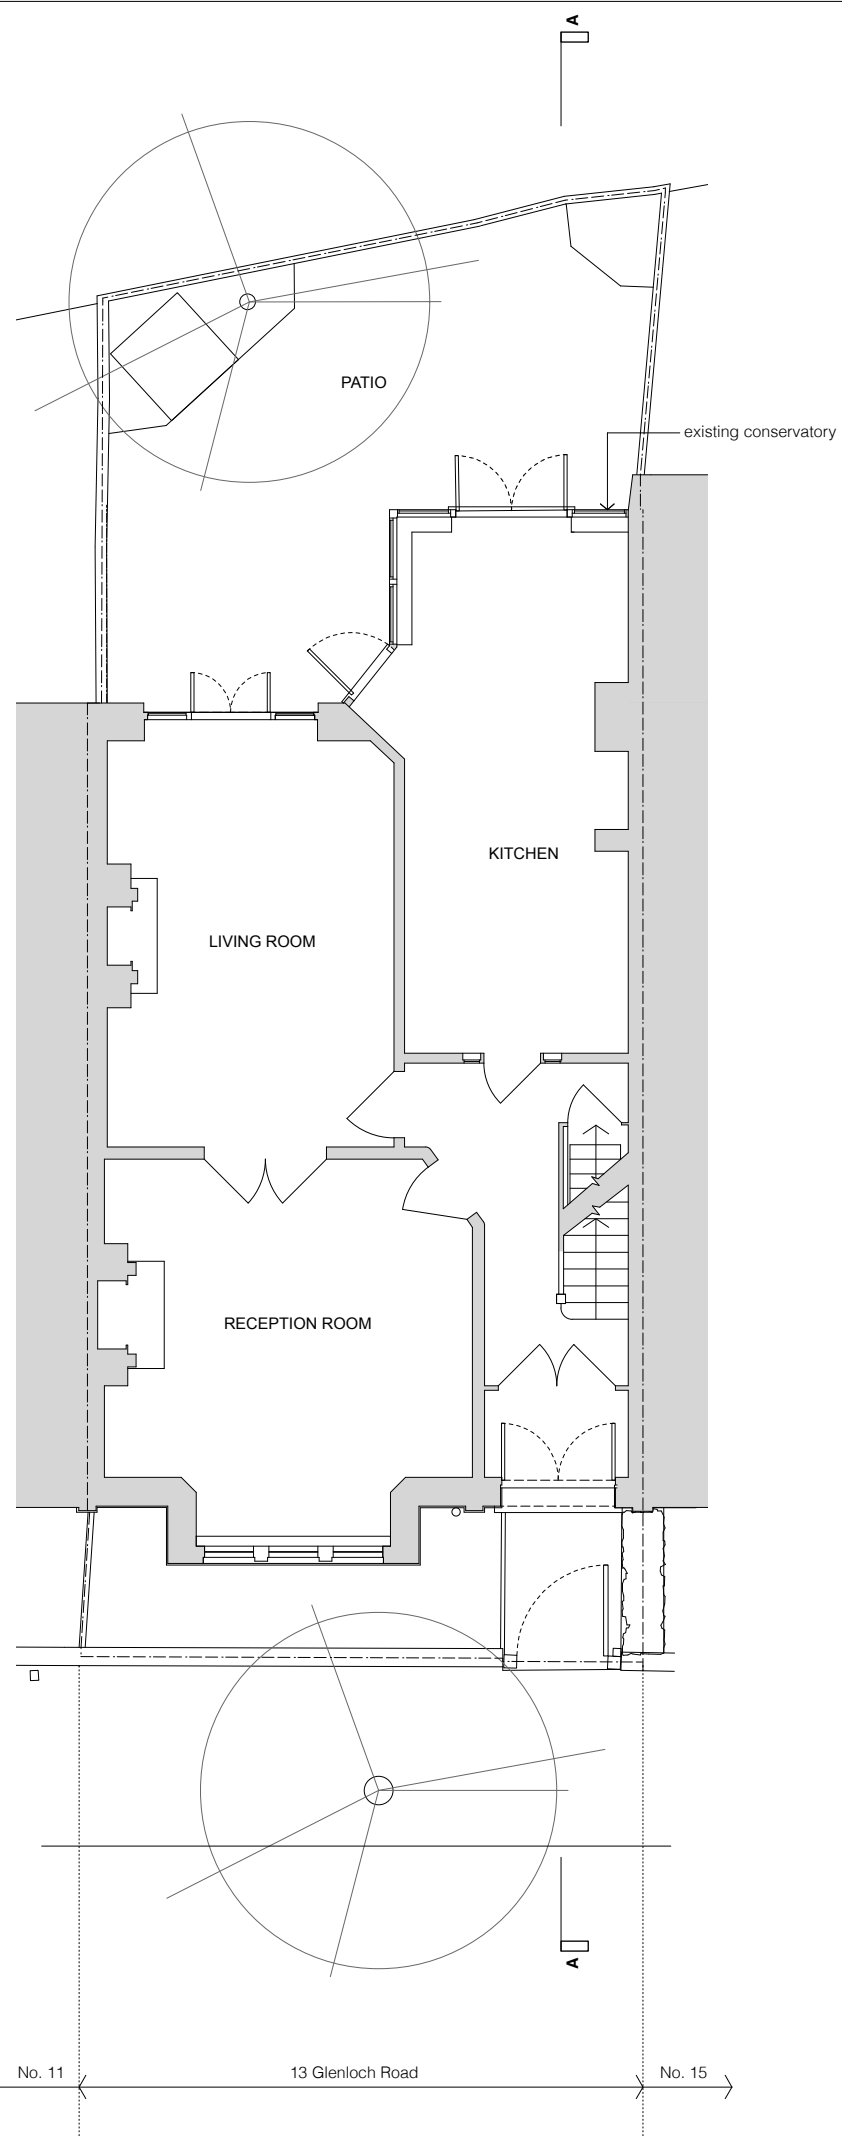 A
PATIO
existing conservatory
KITCHEN
LIVING ROOM
RECEPTION ROOM
A
No. 11
13 Glenloch Road
No. 15